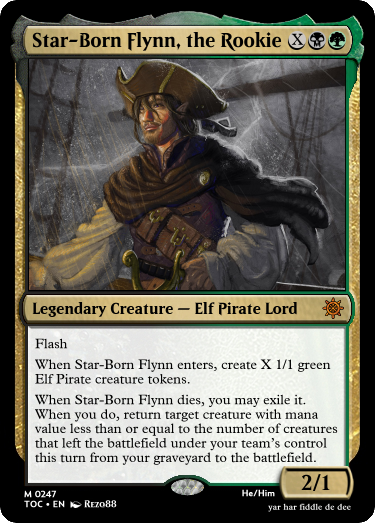 Star-Born Flynn, the Rookie X
Legendary Creature — Elf Pirate Lord
Flash
When Star-Born Flynn enters, create X 1/1 green
Elf Pirate creature tokens.
When Star-Born Flynn dies, you may exile it.
When you do, return target creature with mana
value less than or equal to the number of creatures
that left the battlefield under your team's control
this turn from your graveyard to the battlefield.
2/1
M 0247
He/Him
TOC • EN Rezo88
yar har fiddle de dee